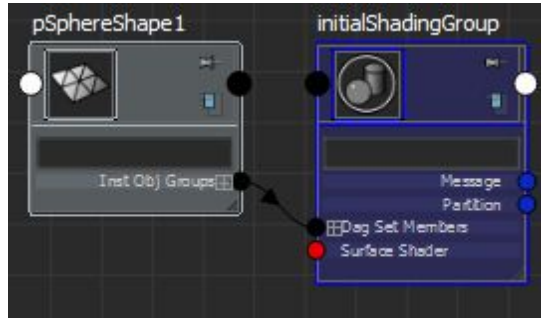 pSphereShape1
initialShadingGroup
Inst Obj Groups
Message
Partition
Dag Set Members
Surface Shader